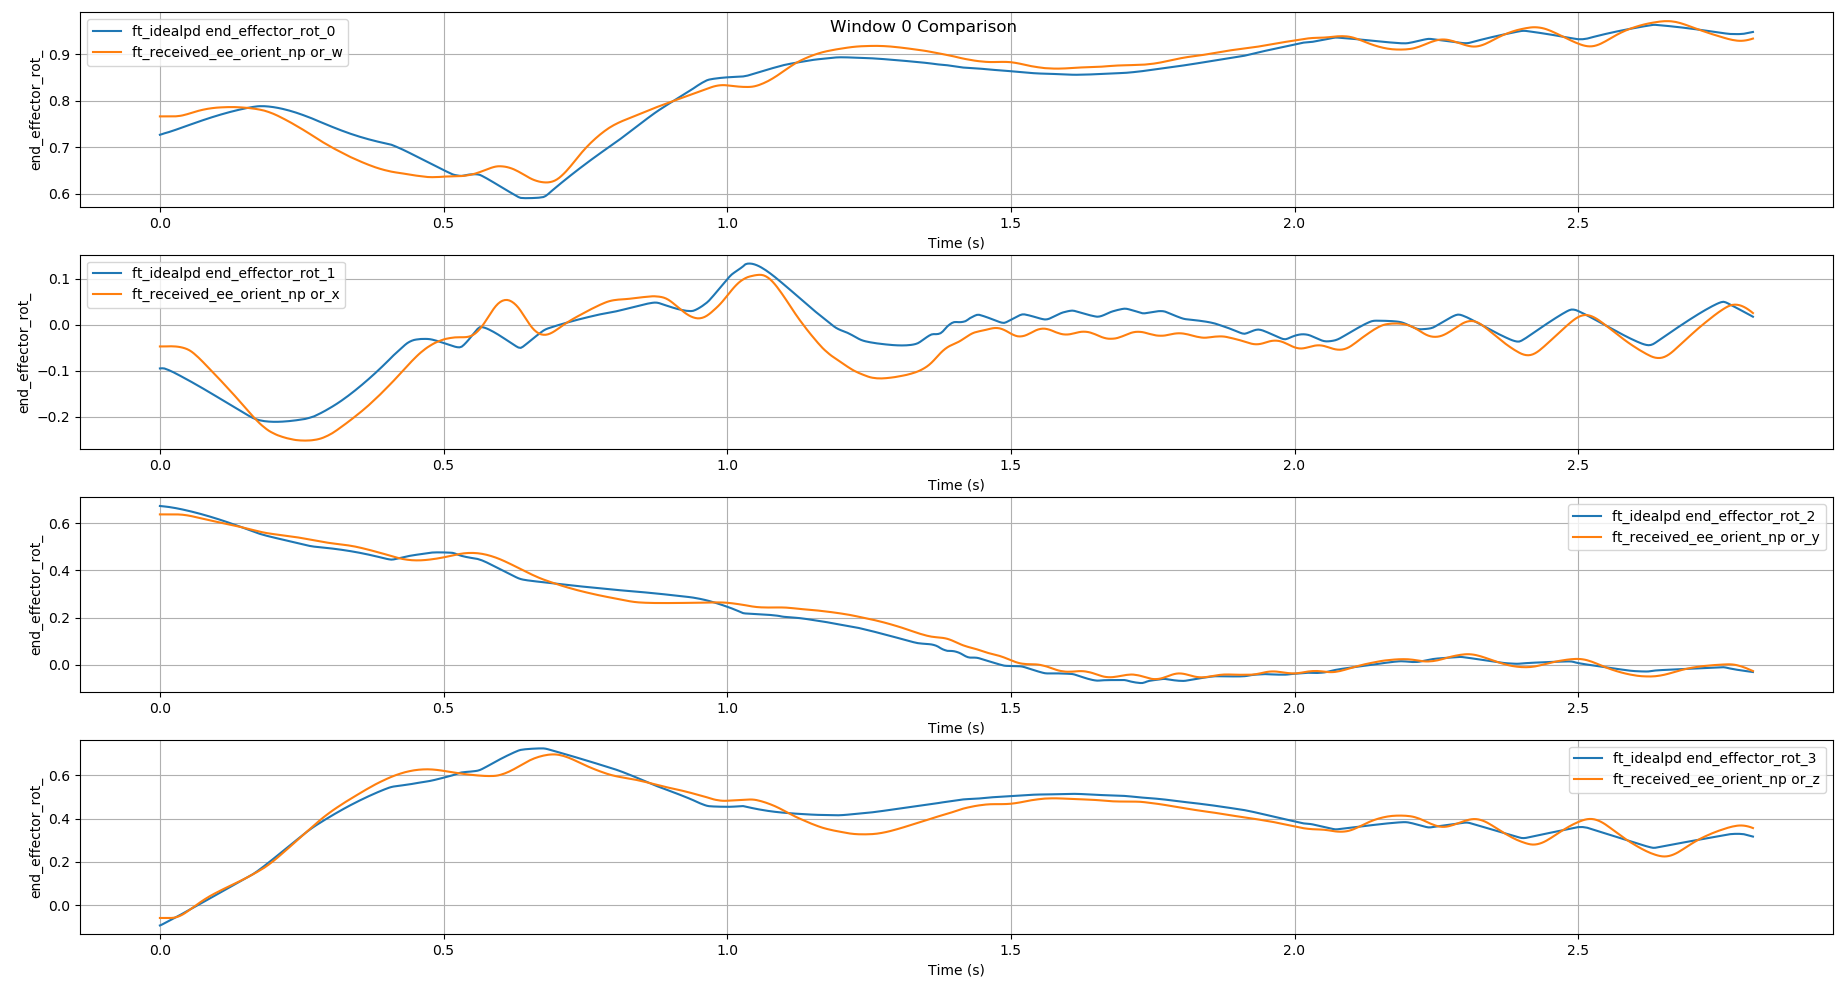 Window 0 Comparison
ft_idealpd end_effector_rot_0
ft_received_ee_orient_np or_w
end_effector_rot_
0.9
0.8
0.7
0.6
0.0 0.5 1.0 1.5 2.0 2.5
Time (s)
ft_idealpd end_effector_rot_1
ft_received_ee_orient_np or_x
end_effector_rot_
0.1
0.0
−0.1
−0.2
0.0 0.5 1.0 1.5 2.0 2.5
Time (s)
ft_idealpd end_effector_rot_2
ft_received_ee_orient_np or_y
end_effector_rot_
0.6
0.4
0.2
0.0
0.0 0.5 1.0 1.5 2.0 2.5
Time (s)
ft_idealpd end_effector_rot_3
ft_received_ee_orient_np or_z
end_effector_rot_
0.6
0.4
0.2
0.0
0.0 0.5 1.0 1.5 2.0 2.5
Time (s)